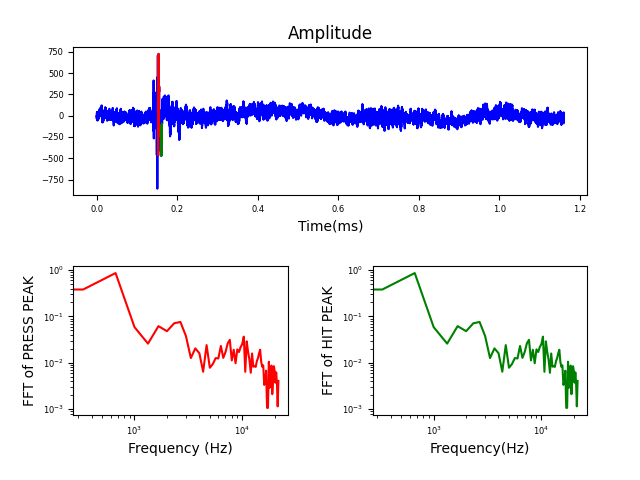 Amplitude
750
500
250
0
−250
−500
−750
0.0 0.2 0.4 0.6 0.8 1.0 1.2
Time(ms)
FFT of PRESS PEAK
10⁰
10⁻¹
10⁻²
10⁻³
10³ 10⁴
Frequency (Hz)
FFT of HIT PEAK
10⁰
10⁻¹
10⁻²
10⁻³
10³ 10⁴
Frequency(Hz)